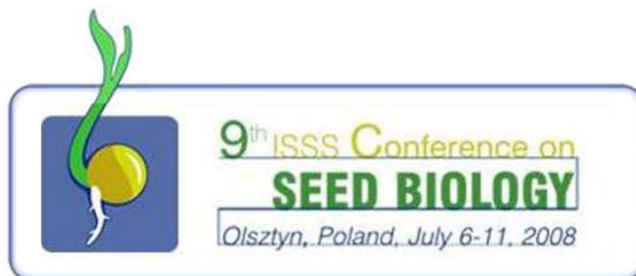 9th ISSS Conference on
SEED BIOLOGY
Olsztyn, Poland, July 6-11, 2008